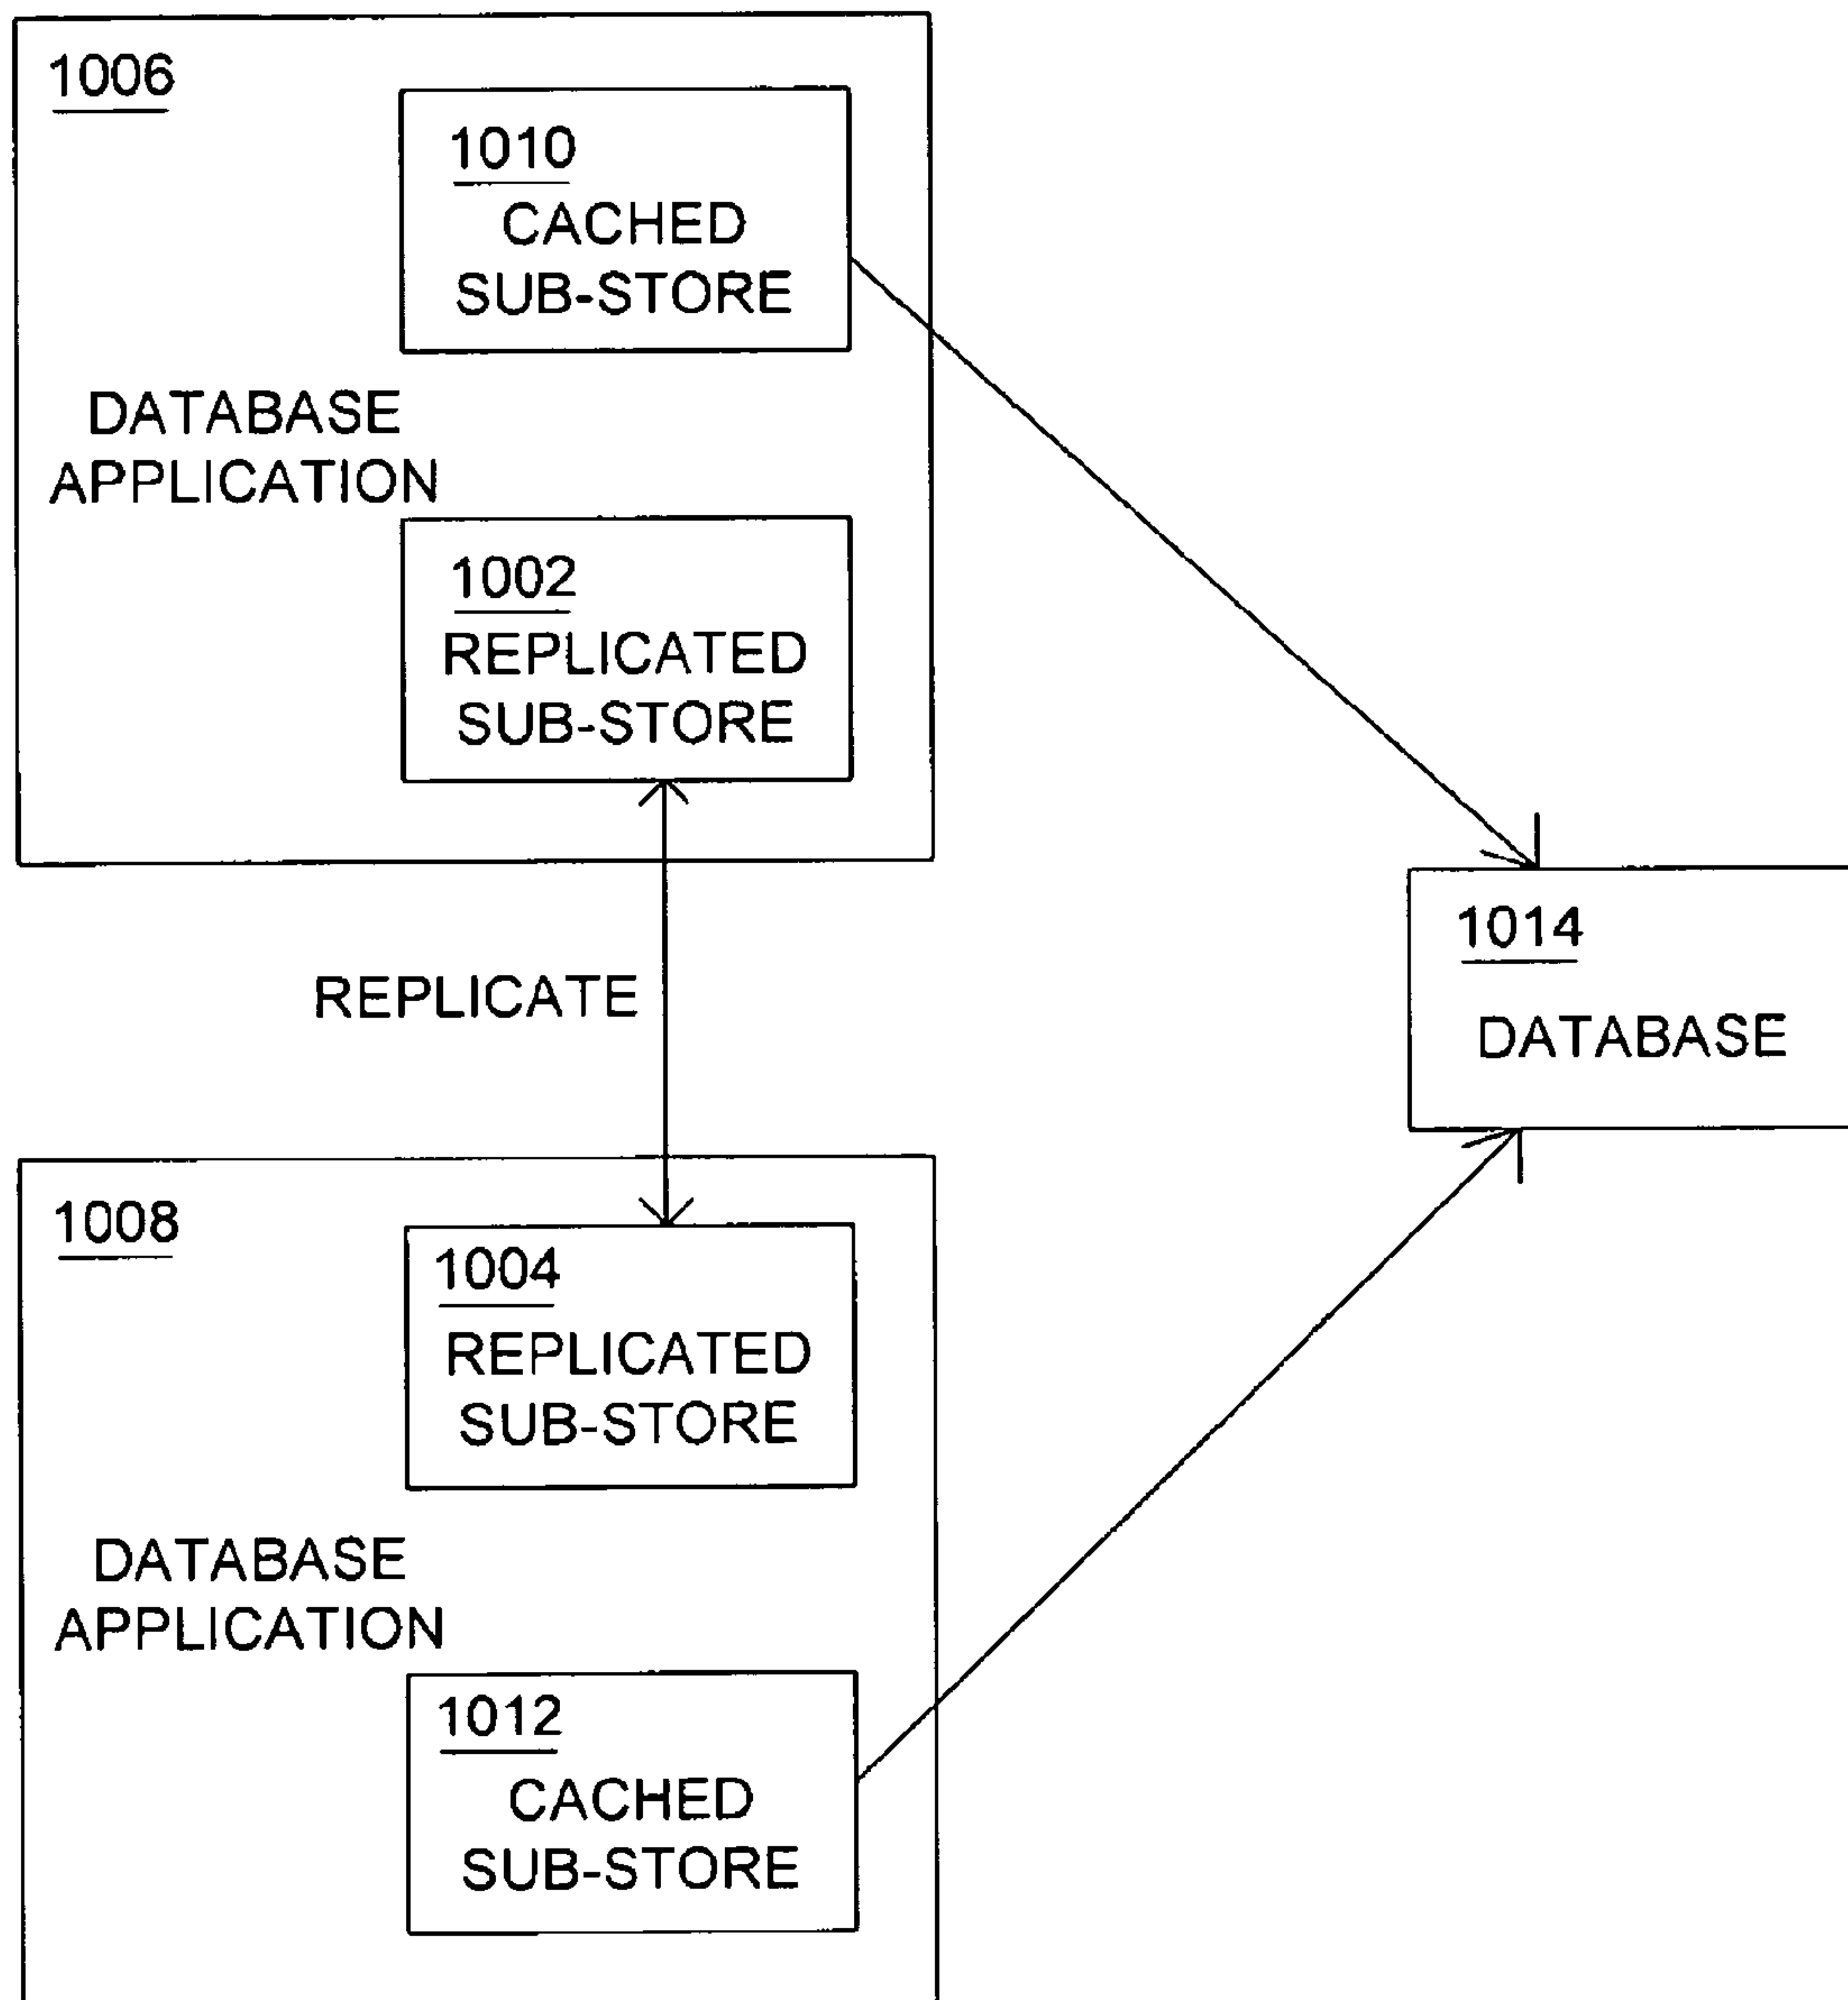 1006
1010
CACHED
SUB-STORE
DATABASE
APPLICATION
1002
REPLICATED
SUB-STORE
REPLICATE
1014
DATABASE
1008
1004
REPLICATED
SUB-STORE
DATABASE
APPLICATION
1012
CACHED
SUB-STORE